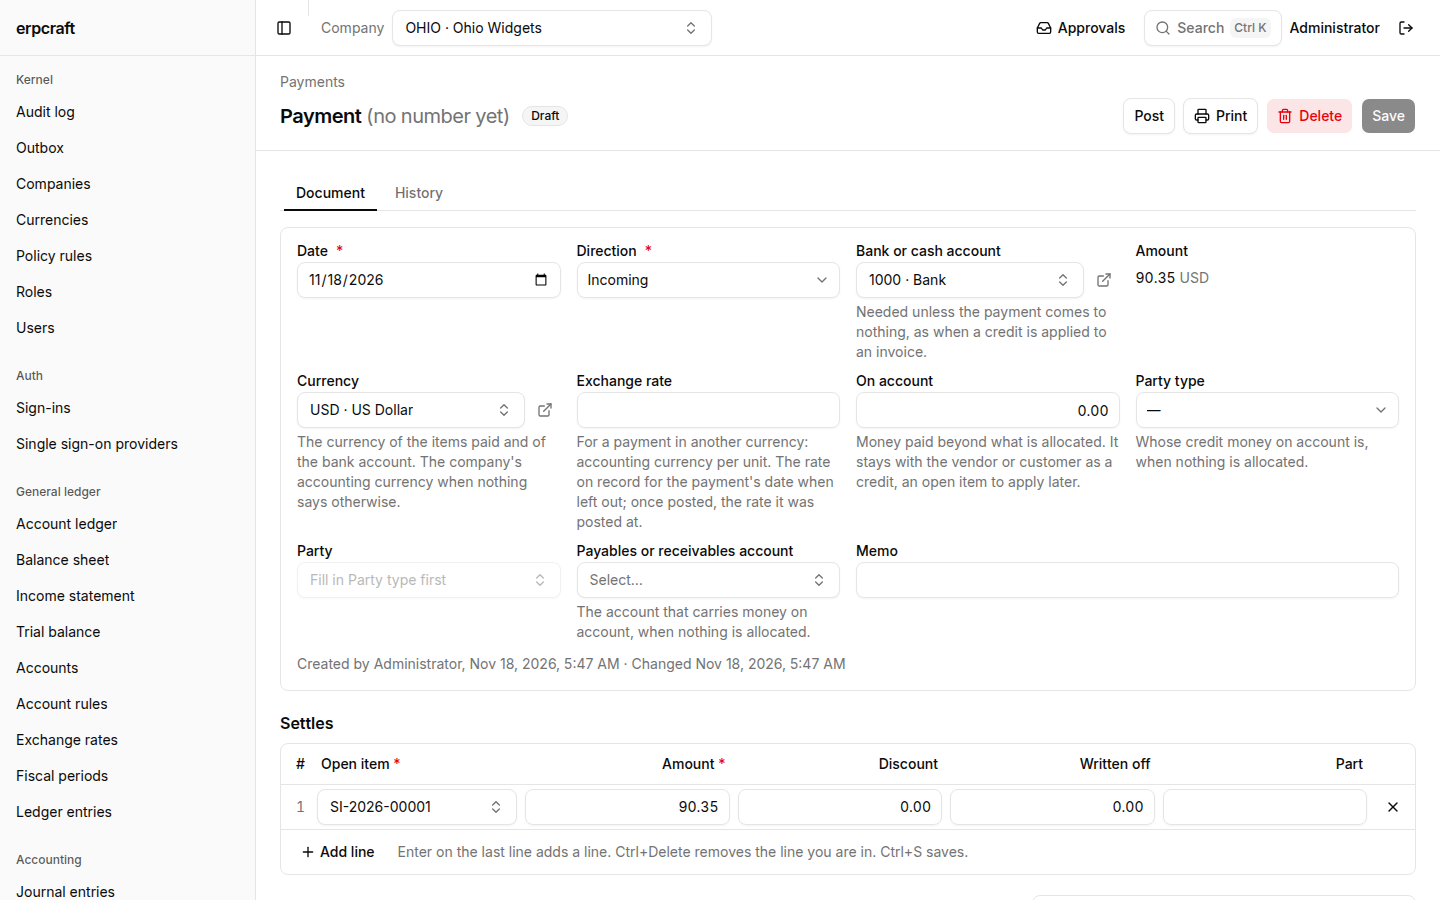 erpcraft
Company
OHIO · Ohio Widgets
Approvals
Search Ctrl K
Administrator
Kernel
Audit log
Outbox
Companies
Currencies
Policy rules
Roles
Users
Auth
Sign-ins
Single sign-on providers
General ledger
Account ledger
Balance sheet
Income statement
Trial balance
Accounts
Account rules
Exchange rates
Fiscal periods
Ledger entries
Accounting
Journal entries
Payments
Payment (no number yet) Draft
Post
Print
Delete
Save
Document
History
Date *
11/18/2026
Direction *
Incoming
Bank or cash account
1000 · Bank
Needed unless the payment comes to
nothing, as when a credit is applied to
an invoice.
Amount
90.35 USD
Currency
USD · US Dollar
The currency of the items paid and of
the bank account. The company's
accounting currency when nothing
says otherwise.
Exchange rate
For a payment in another currency:
accounting currency per unit. The rate
on record for the payment's date when
left out; once posted, the rate it was
posted at.
On account
0.00
Money paid beyond what is allocated. It
stays with the vendor or customer as a
credit, an open item to apply later.
Party type
—
Whose credit money on account is,
when nothing is allocated.
Party
Fill in Party type first
Payables or receivables account
Select...
The account that carries money on
account, when nothing is allocated.
Memo
Created by Administrator, Nov 18, 2026, 5:47 AM · Changed Nov 18, 2026, 5:47 AM
Settles
# Open item * Amount * Discount Written off Part
1 SI-2026-00001 90.35 0.00 0.00
Add line Enter on the last line adds a line. Ctrl+Delete removes the line you are in. Ctrl+S saves.